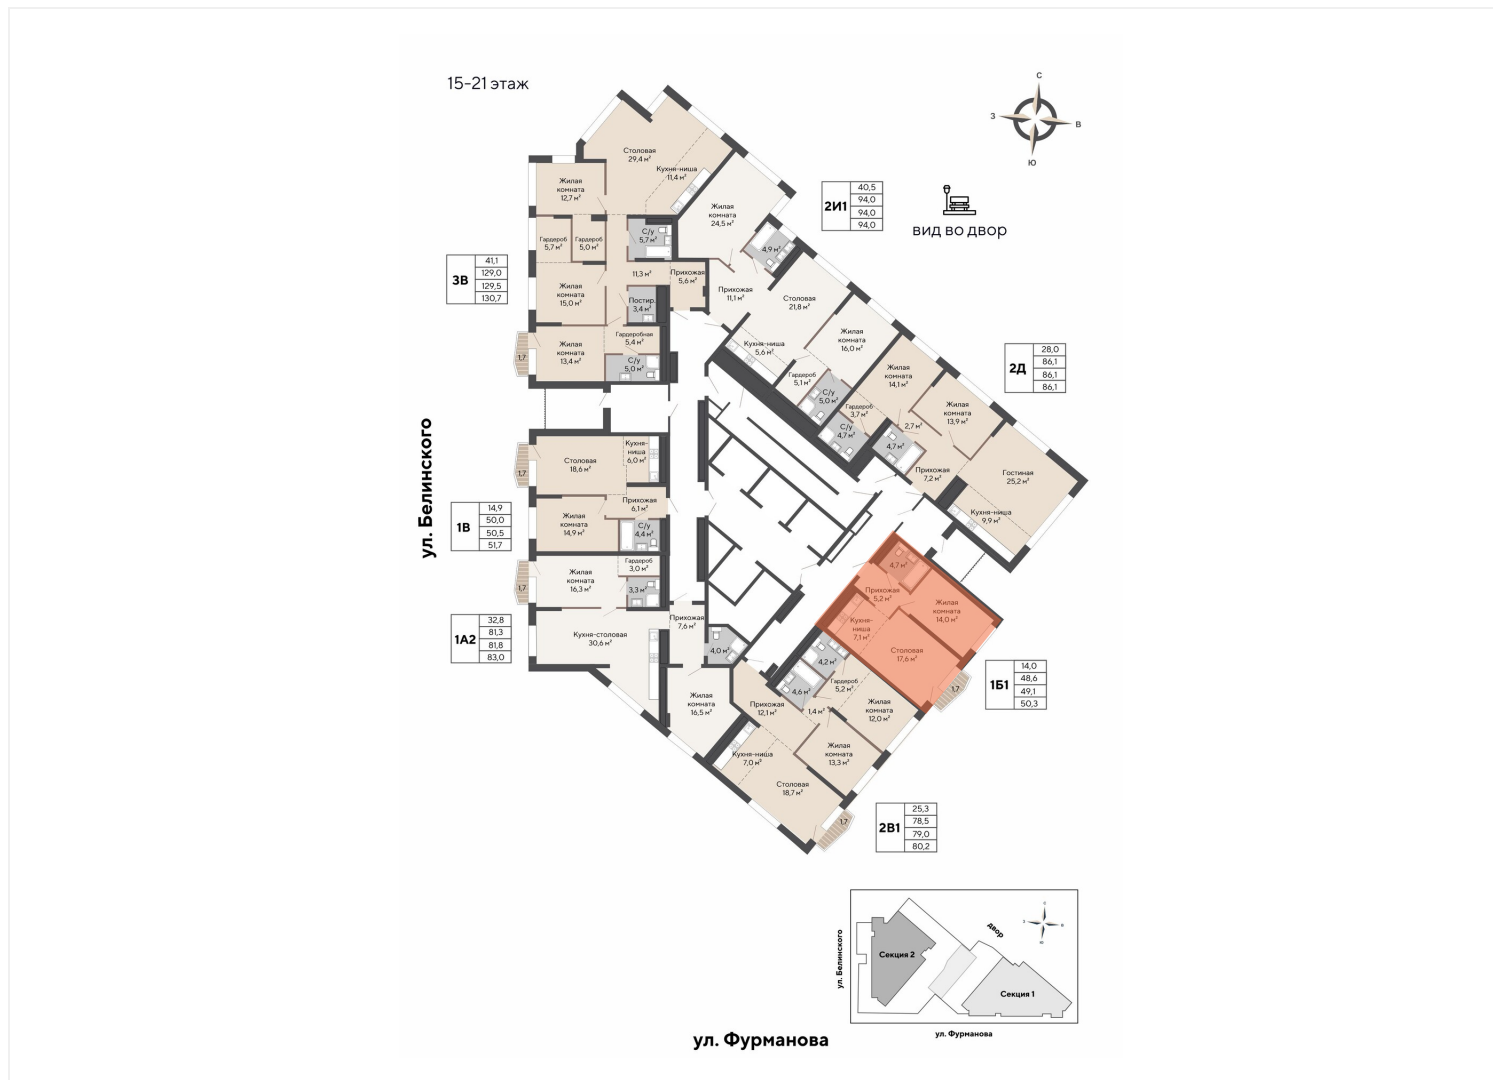 15-21 этаж
С
З
В
Ю
Столовая
29,4 м²
Кухня-ниша
11,4 м²
Жилая
комната
12,7 м²
Гардероб
5,7 м²
Гардероб
5,0 м²
С/у
5,7 м²
11,3 м²
Прихожая
5,6 м²
Жилая
комната
15,0 м²
Постир.
3,4 м²
Жилая
комната
13,4 м²
Гардеробная
5,4 м²
С/у
5,0 м²
1,7
3В
41,1
129,0
129,5
130,7
Жилая
комната
24,5 м²
4,9 м²
Прихожая
11,1 м²
Столовая
21,8 м²
Кухня-ниша
5,6 м²
Жилая
комната
16,0 м²
Гардероб
5,1 м²
С/у
5,0 м²
2И1
40,5
94,0
94,0
94,0
вид во двор
Жилая
комната
14,1 м²
Гардероб
3,7 м²
С/у
4,7 м²
2,7 м²
4,7 м²
Жилая
комната
13,9 м²
Прихожая
7,2 м²
Гостиная
25,2 м²
Кухня-ниша
9,9 м²
2Д
28,0
86,1
86,1
86,1
ул. Белинского
Столовая
18,6 м²
Кухня-
ниша
6,0 м²
1,7
Прихожая
6,1 м²
Жилая
комната
14,9 м²
С/у
4,4 м²
1В
14,9
50,0
50,5
51,7
Жилая
комната
16,3 м²
Гардероб
3,0 м²
3,3 м²
1,7
Кухня-столовая
30,6 м²
Прихожая
7,6 м²
4,0 м²
Жилая
комната
16,5 м²
1А2
32,8
81,3
81,8
83,0
4,7 м²
Прихожая
5,2 м²
Жилая
комната
14,0 м²
Кухня-
ниша
7,1 м²
Столовая
17,6 м²
1,7
1Б1
14,0
48,6
49,1
50,3
4,2 м²
4,6 м²
Гардероб
5,2 м²
1,4 м²
Жилая
комната
12,0 м²
Прихожая
12,1 м²
Жилая
комната
13,3 м²
Кухня-ниша
7,0 м²
Столовая
18,7 м²
1,7
2В1
25,3
78,5
79,0
80,2
ул. Белинского
Секция 2
двор
С
З
В
Ю
Секция 1
ул. Фурманова
ул. Фурманова